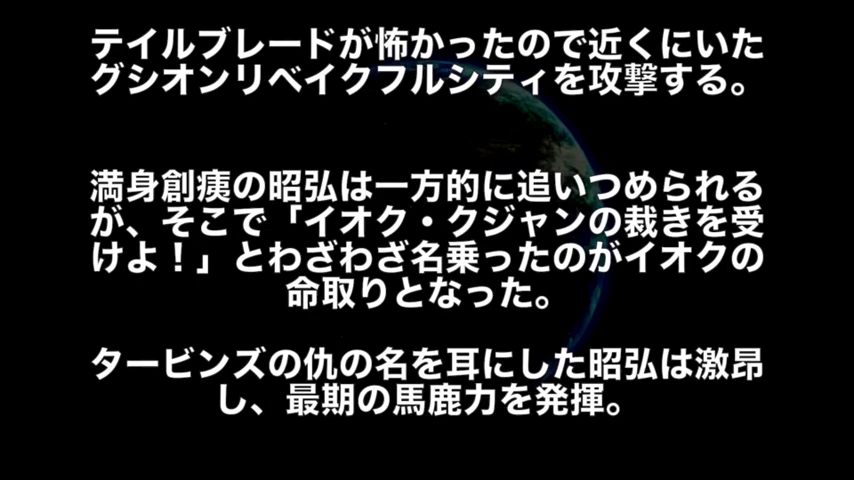 テイルブレードが怖かったので近くにいた
グシオンリベイクフルシティを攻撃する。
満身創痍の昭弘は一方的に追いつめられる
が、そこで「イオク・クジャンの裁きを受
けよ！」とわざわざ名乗ったのがイオクの
命取りとなった。
タービンズの仇の名を耳にした昭弘は激昂
し、最期の馬鹿力を発揮。